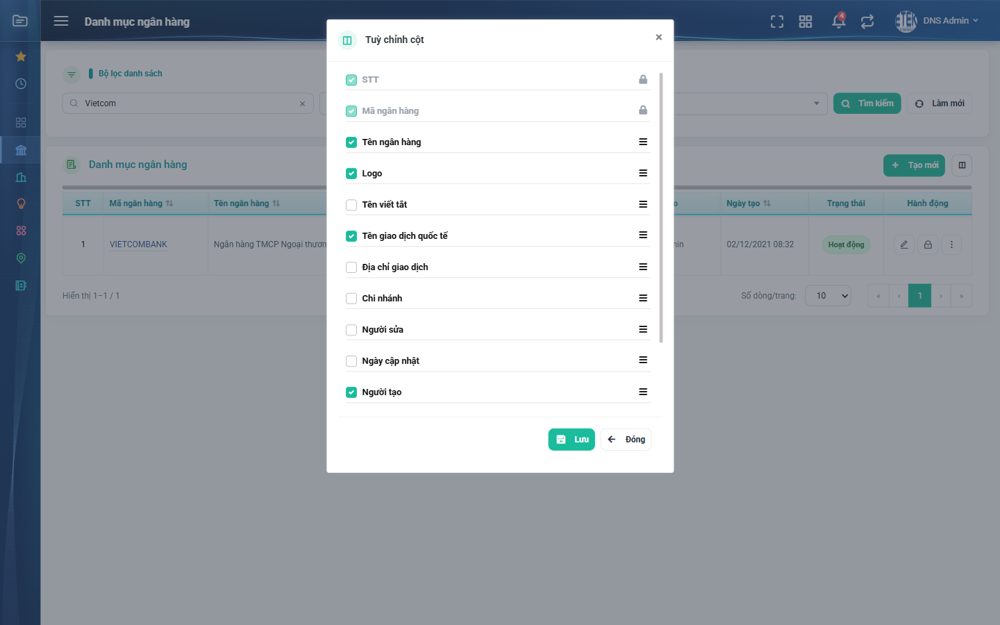 Danh mục ngân hàng
4
DNS Admin
Tuỳ chỉnh cột
×
Bộ lọc danh sách
Vietcom
Tìm kiếm
Làm mới
STT
Mã ngân hàng
Tên ngân hàng
Logo
Tên viết tắt
Tên giao dịch quốc tế
Địa chỉ giao dịch
Chi nhánh
Người sửa
Ngày cập nhật
Người tạo
Lưu
Đóng
Danh mục ngân hàng
Tạo mới
STT Mã ngân hàng Tên ngân hàng Ngày tạo Trạng thái Hành động
1 VIETCOMBANK Ngân hàng TMCP Ngoại thươn 02/12/2021 08:32 Hoạt động
Hiển thị 1–1 / 1
Số dòng/trang: 10 « ‹ 1 › »